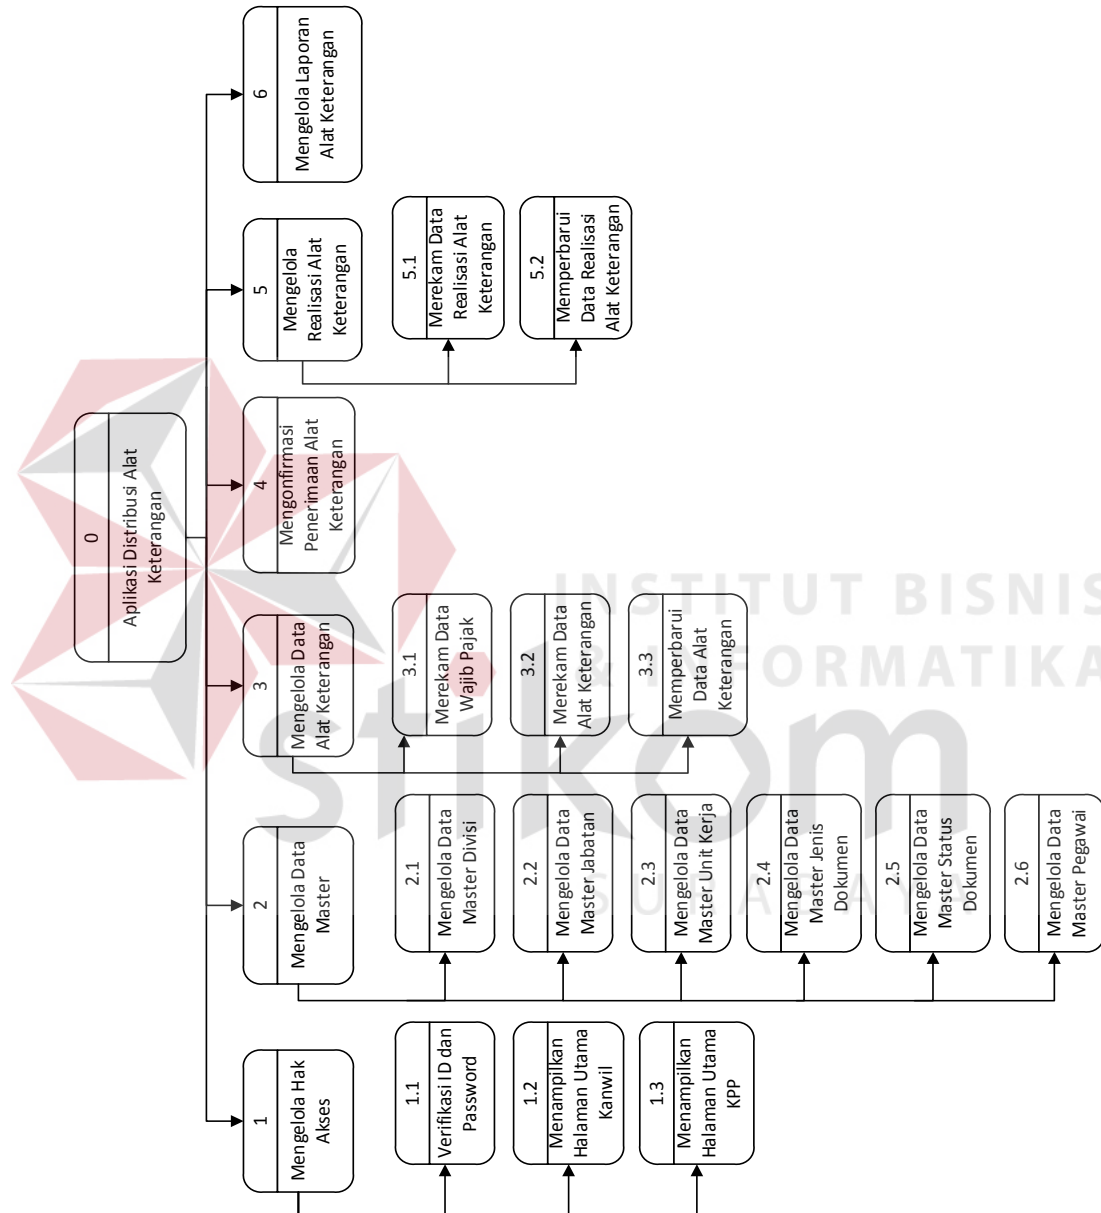 0
Aplikasi Distribusi Alat
Keterangan
1
Mengelola Hak
Akses
1.1
Verifikasi ID dan
Password
1.2
Menampilkan
Halaman Utama
Kanwil
1.3
Menampilkan
Halaman Utama
KPP
2
Mengelola Data
Master
2.1
Mengelola Data
Master Divisi
2.2
Mengelola Data
Master Jabatan
2.3
Mengelola Data
Master Unit Kerja
2.4
Mengelola Data
Master Jenis
Dokumen
2.5
Mengelola Data
Master Status
Dokumen
2.6
Mengelola Data
Master Pegawai
3
Mengelola Data
Alat Keterangan
3.1
Merekam Data
Wajib Pajak
3.2
Merekam Data
Alat Keterangan
3.3
Memperbarui
Data Alat
Keterangan
4
Mengonfirmasi
Penerimaan Alat
Keterangan
5
Mengelola
Realisasi Alat
Keterangan
5.1
Merekam Data
Realisasi Alat
Keterangan
5.2
Memperbarui
Data Realisasi
Alat Keterangan
6
Mengelola Laporan
Alat Keterangan
INSTITUT BISNIS
& INFORMATIKA
stikom
SURABAYA